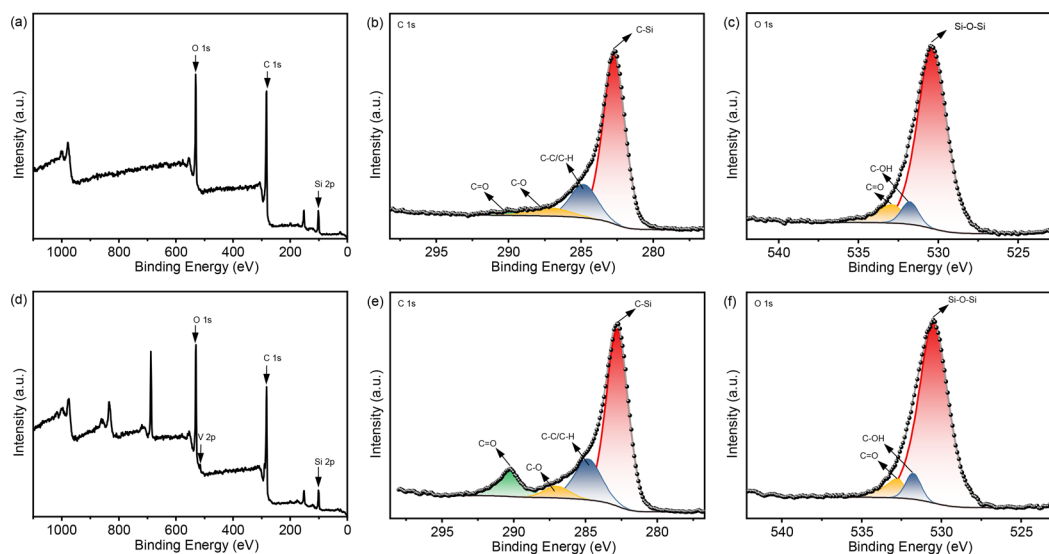 (a)
O 1s
C 1s
Si 2p
Intensity (a.u.)
1000 800 600 400 200 0
Binding Energy (eV)
(b)
C 1s
C-Si
C-C/C-H
C-O
C=O
Intensity (a.u.)
295 290 285 280
Binding Energy (eV)
(c)
O 1s
Si-O-Si
C-OH
C=O
Intensity (a.u.)
540 535 530 525
Binding Energy (eV)
(d)
O 1s
C 1s
V 2p
Si 2p
Intensity (a.u.)
1000 800 600 400 200 0
Binding Energy (eV)
(e)
C 1s
C-Si
C-C/C-H
C=O
C-O
Intensity (a.u.)
295 290 285 280
Binding Energy (eV)
(f)
O 1s
Si-O-Si
C-OH
C=O
Intensity (a.u.)
540 535 530 525
Binding Energy (eV)